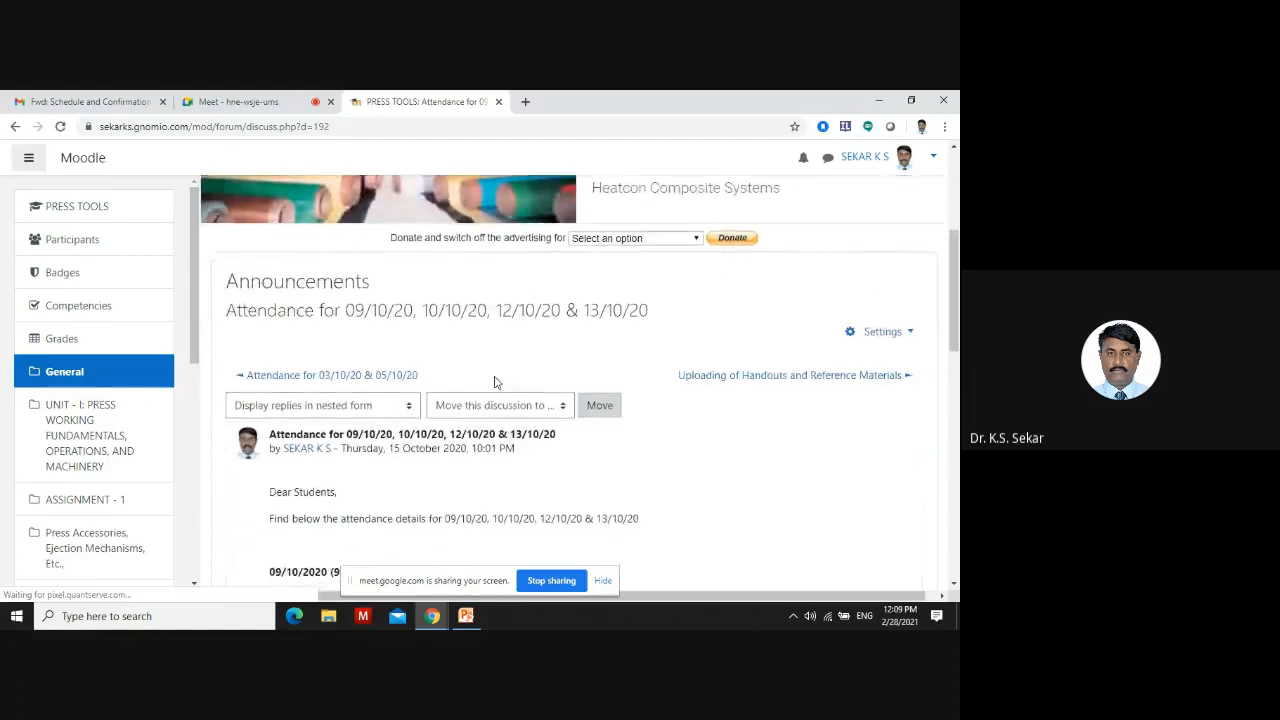 Fwd: Schedule and Confirmation
Meet - hne-wsje-ums
PRESS TOOLS: Attendance for 09
sekarks.gnomio.com/mod/forum/discuss.php?d=192
Moodle
SEKAR K S
PRESS TOOLS
Participants
Badges
Competencies
Grades
General
UNIT - I: PRESS
WORKING
FUNDAMENTALS,
OPERATIONS, AND
MACHINERY
ASSIGNMENT - 1
Press Accessories,
Ejection Mechanisms,
Etc.,
Heatcon Composite Systems
Donate and switch off the advertising for Select an option Donate
Announcements
Attendance for 09/10/20, 10/10/20, 12/10/20 & 13/10/20
Settings
◄ Attendance for 03/10/20 & 05/10/20
Uploading of Handouts and Reference Materials ►
Display replies in nested form
Move this discussion to ...
Move
Attendance for 09/10/20, 10/10/20, 12/10/20 & 13/10/20
by SEKAR K S - Thursday, 15 October 2020, 10:01 PM
Dear Students,
Find below the attendance details for 09/10/20, 10/10/20, 12/10/20 & 13/10/20
09/10/2020 (9
meet.google.com is sharing your screen.
Stop sharing
Hide
Waiting for pixel.quantserve.com...
Type here to search
ENG
12:09 PM
2/28/2021
Dr. K.S. Sekar